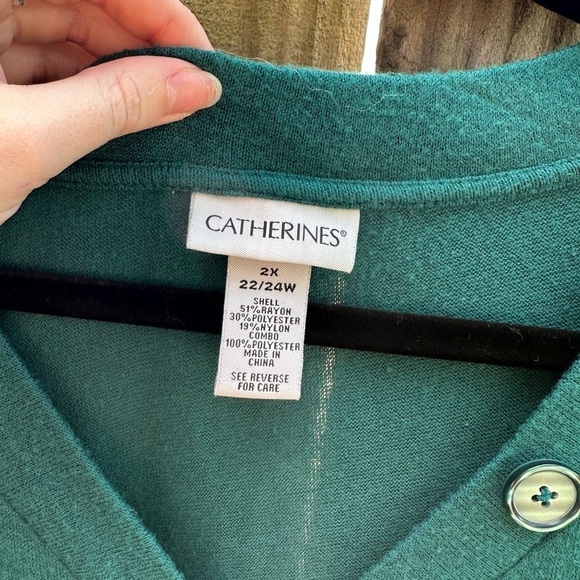 CATHERINES®
2X
22/24W
SHELL
51%RAYON
30%POLYESTER
19%NYLON
COMBO
100%POLYESTER
MADE IN
CHINA
SEE REVERSE
FOR CARE